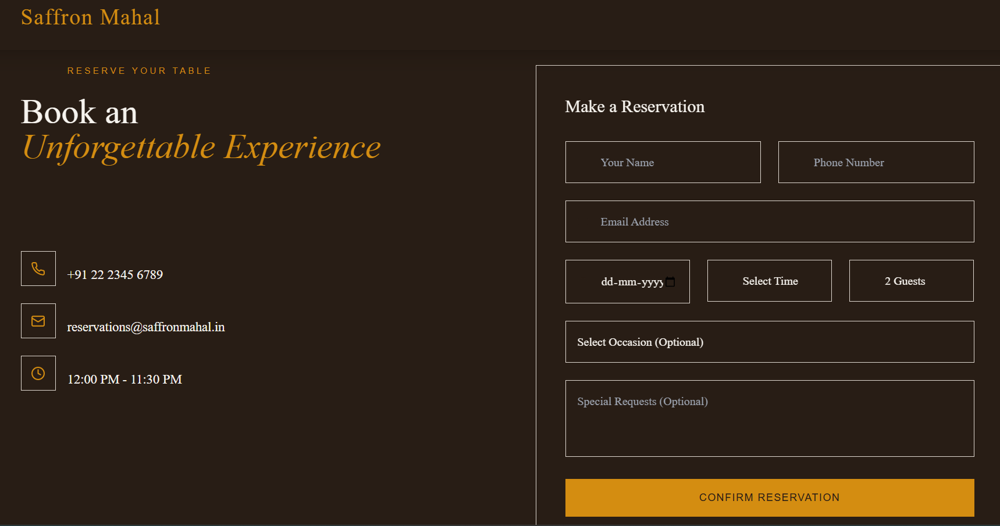 Saffron Mahal
RESERVE YOUR TABLE
Book an
Unforgettable Experience
+91 22 2345 6789
reservations@saffronmahal.in
12:00 PM - 11:30 PM
Make a Reservation
Your Name
Phone Number
Email Address
dd-mm-yyyy
Select Time
2 Guests
Select Occasion (Optional)
Special Requests (Optional)
CONFIRM RESERVATION